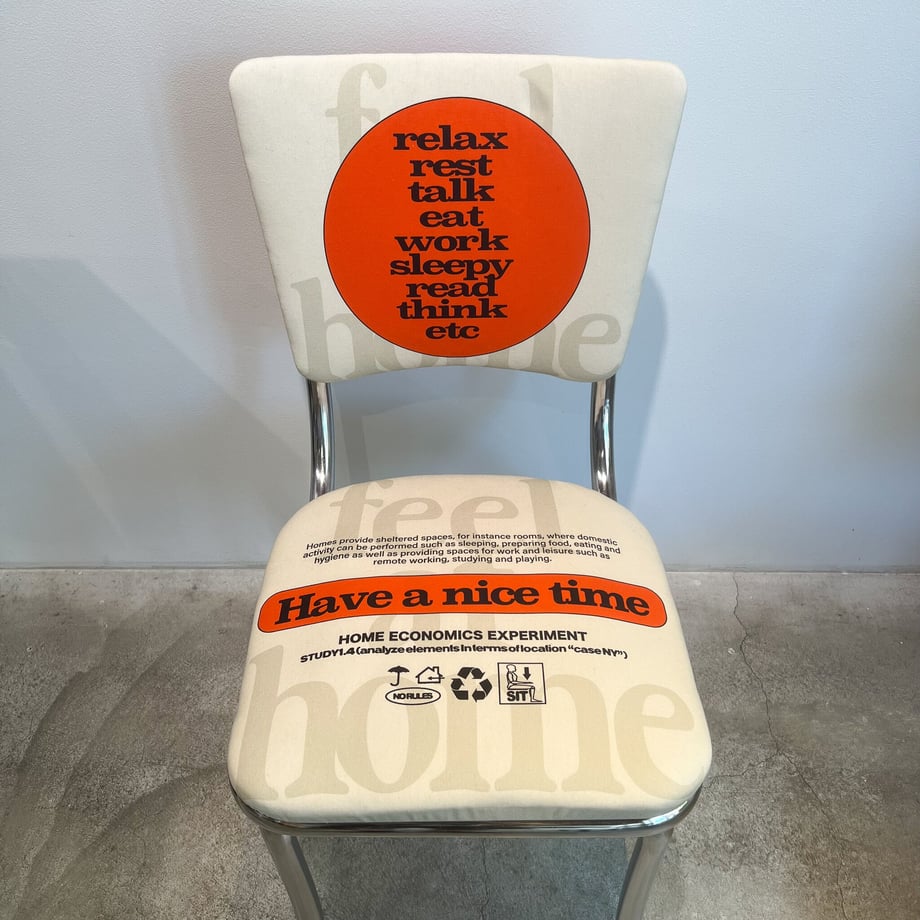 feel
home
relax
rest
talk
eat
work
sleepy
read
think
etc
feel
at
home
Homes provide sheltered spaces, for instance rooms, where domestic
activity can be performed such as sleeping, preparing food, eating and
hygiene as well as providing spaces for work and leisure such as
remote working, studying and playing.
Have a nice time
HOME ECONOMICS EXPERIMENT
STUDY1.4 (analyze elements in terms of location “case NY”)
NO RULES
SIT